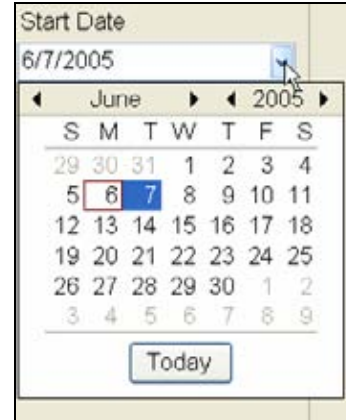 Start Date
6/7/2005
June 2005
S M T W T F S
29 30 31 1 2 3 4
5 6 7 8 9 10 11
12 13 14 15 16 17 18
19 20 21 22 23 24 25
26 27 28 29 30 1 2
3 4 5 6 7 8 9
Today